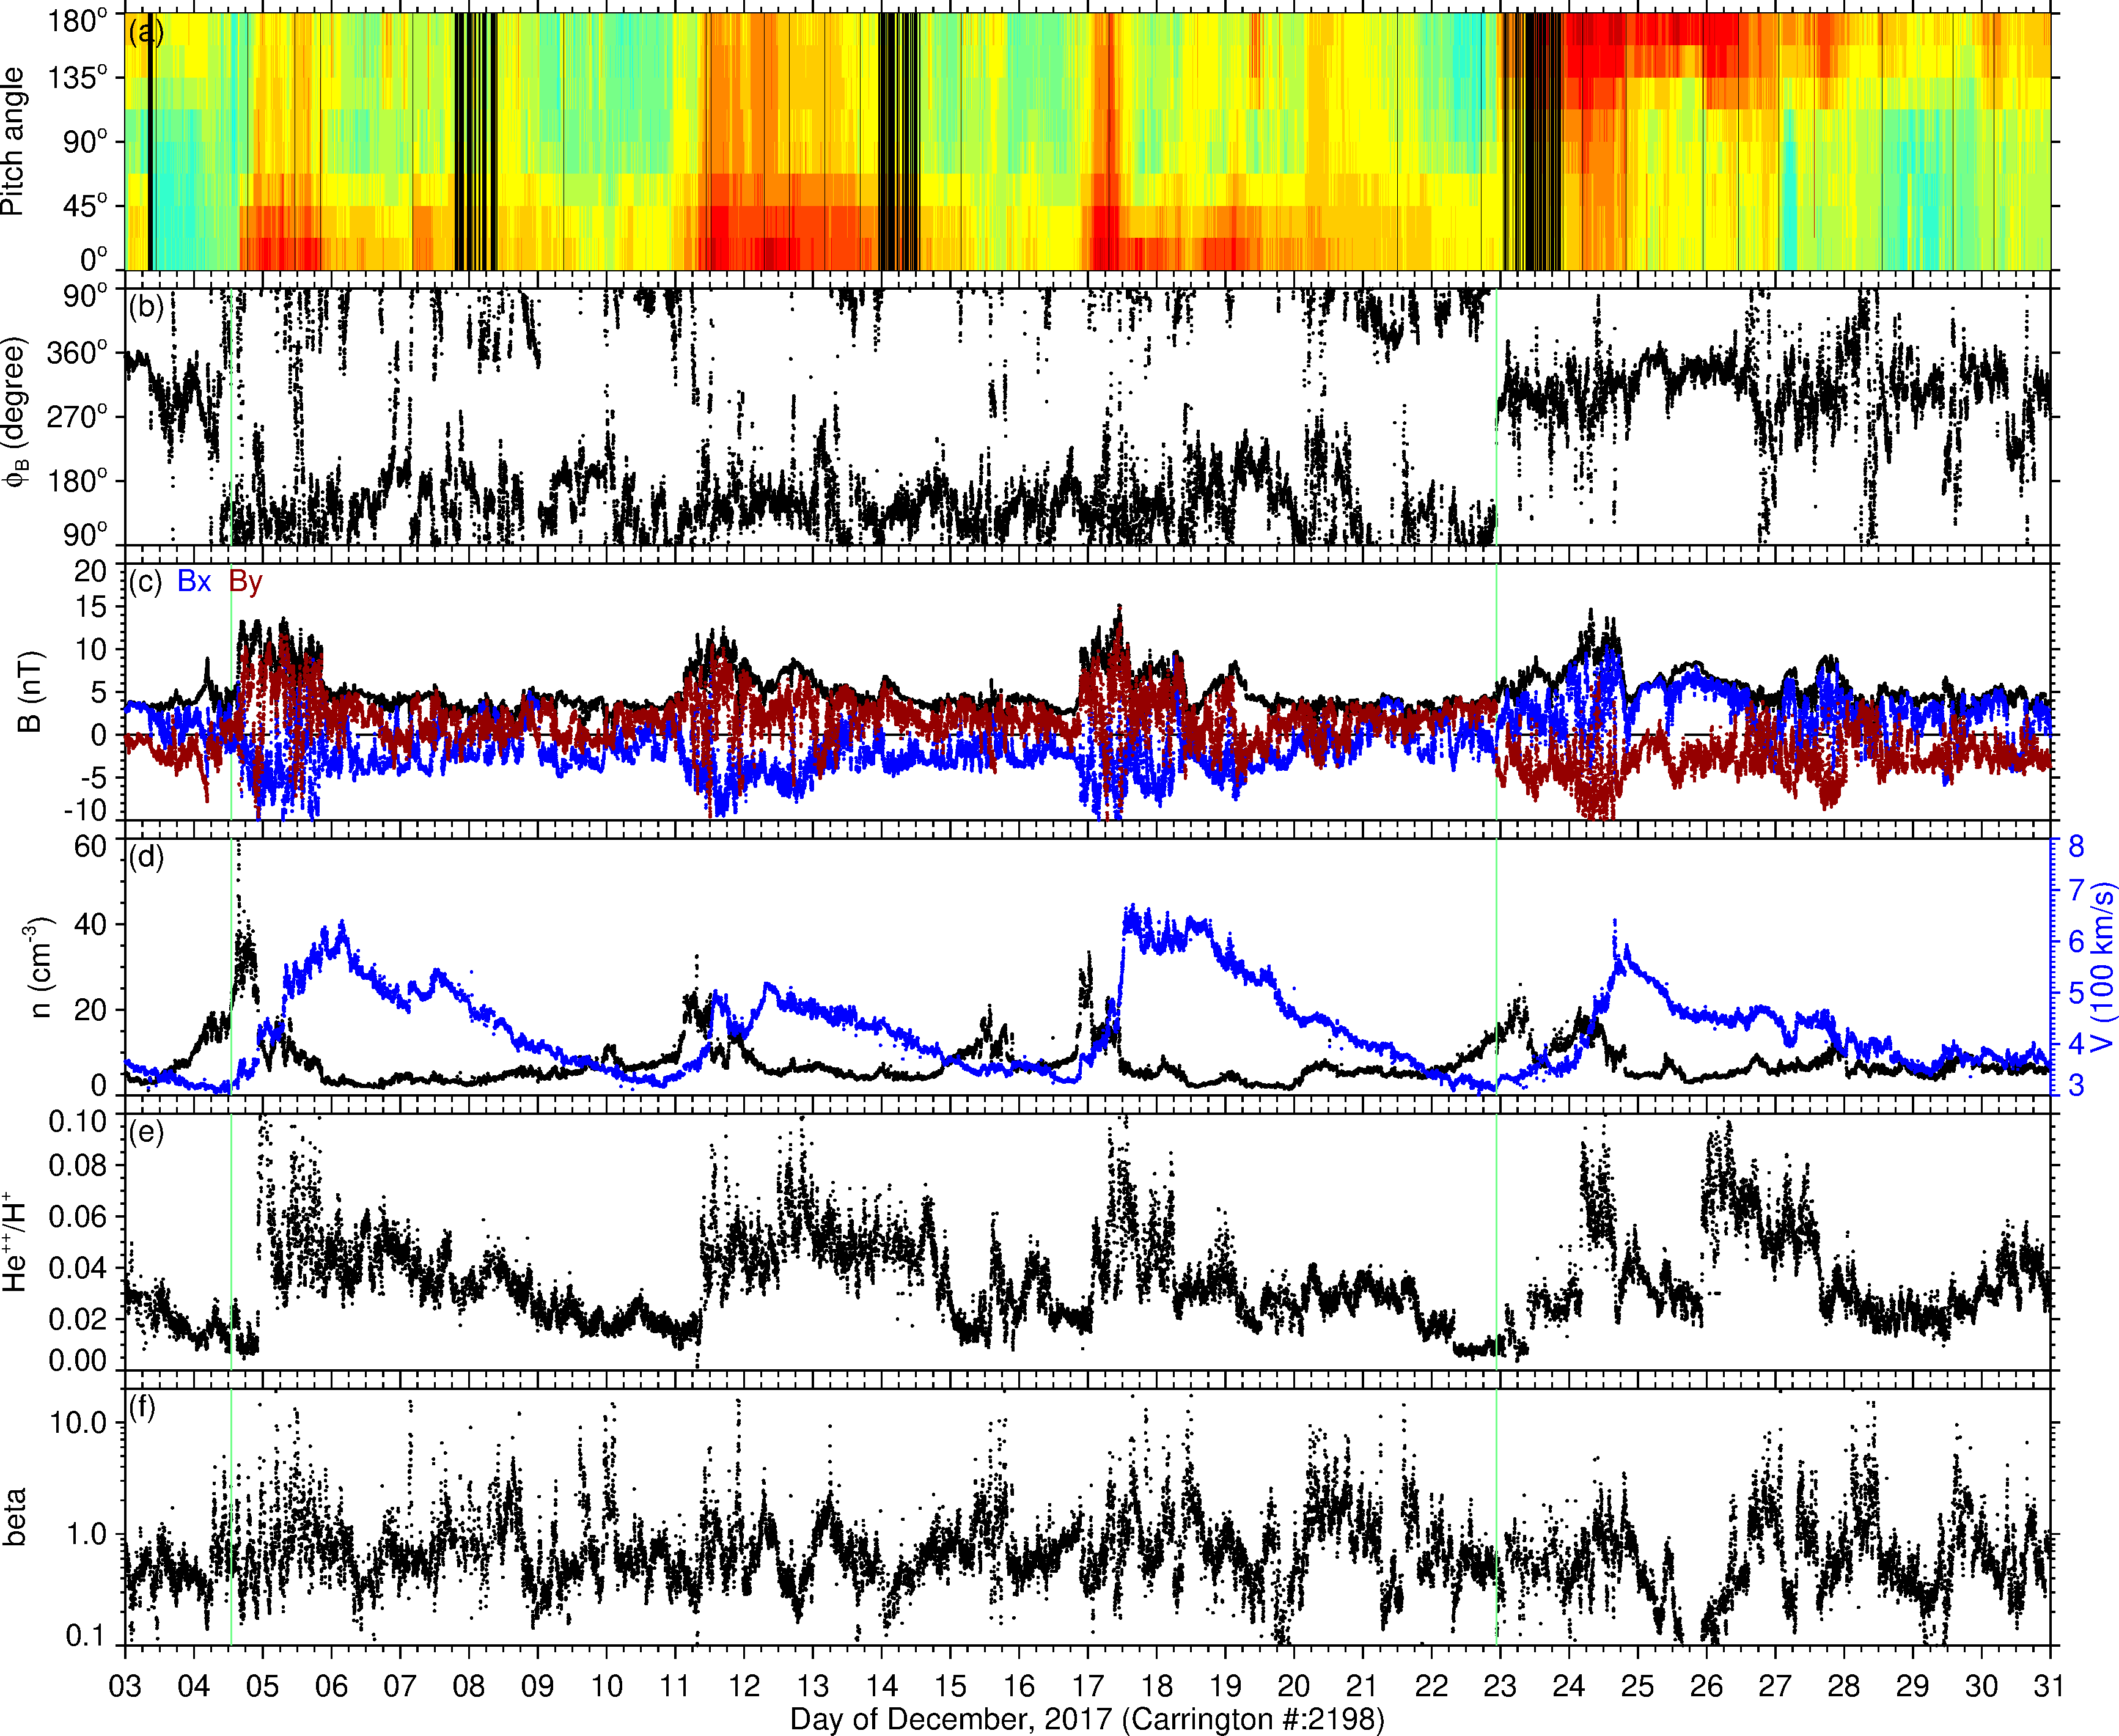 (a)
180°
135°
90°
45°
0°
Pitch angle
(b)
90°
360°
270°
180°
90°
ϕB (degree)
(c) Bx By
20
15
10
5
0
-5
-10
B (nT)
(d)
60
40
20
0
n (cm⁻³)
8
7
6
5
4
3
V (100 km/s)
(e)
0.10
0.08
0.06
0.04
0.02
0.00
He⁺⁺/H⁺
(f)
10.0
1.0
0.1
beta
03 04 05 06 07 08 09 10 11 12 13 14 15 16 17 18 19 20 21 22 23 24 25 26 27 28 29 30 31
Day of December, 2017 (Carrington #:2198)